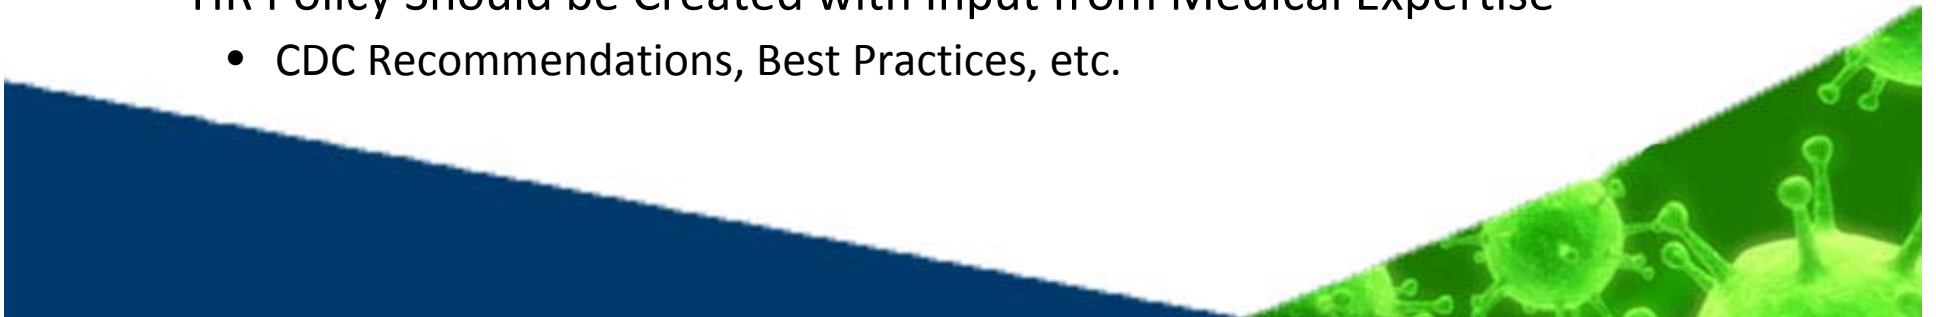 HR Policy Should be Created with Input from Medical Expertise
• CDC Recommendations, Best Practices, etc.